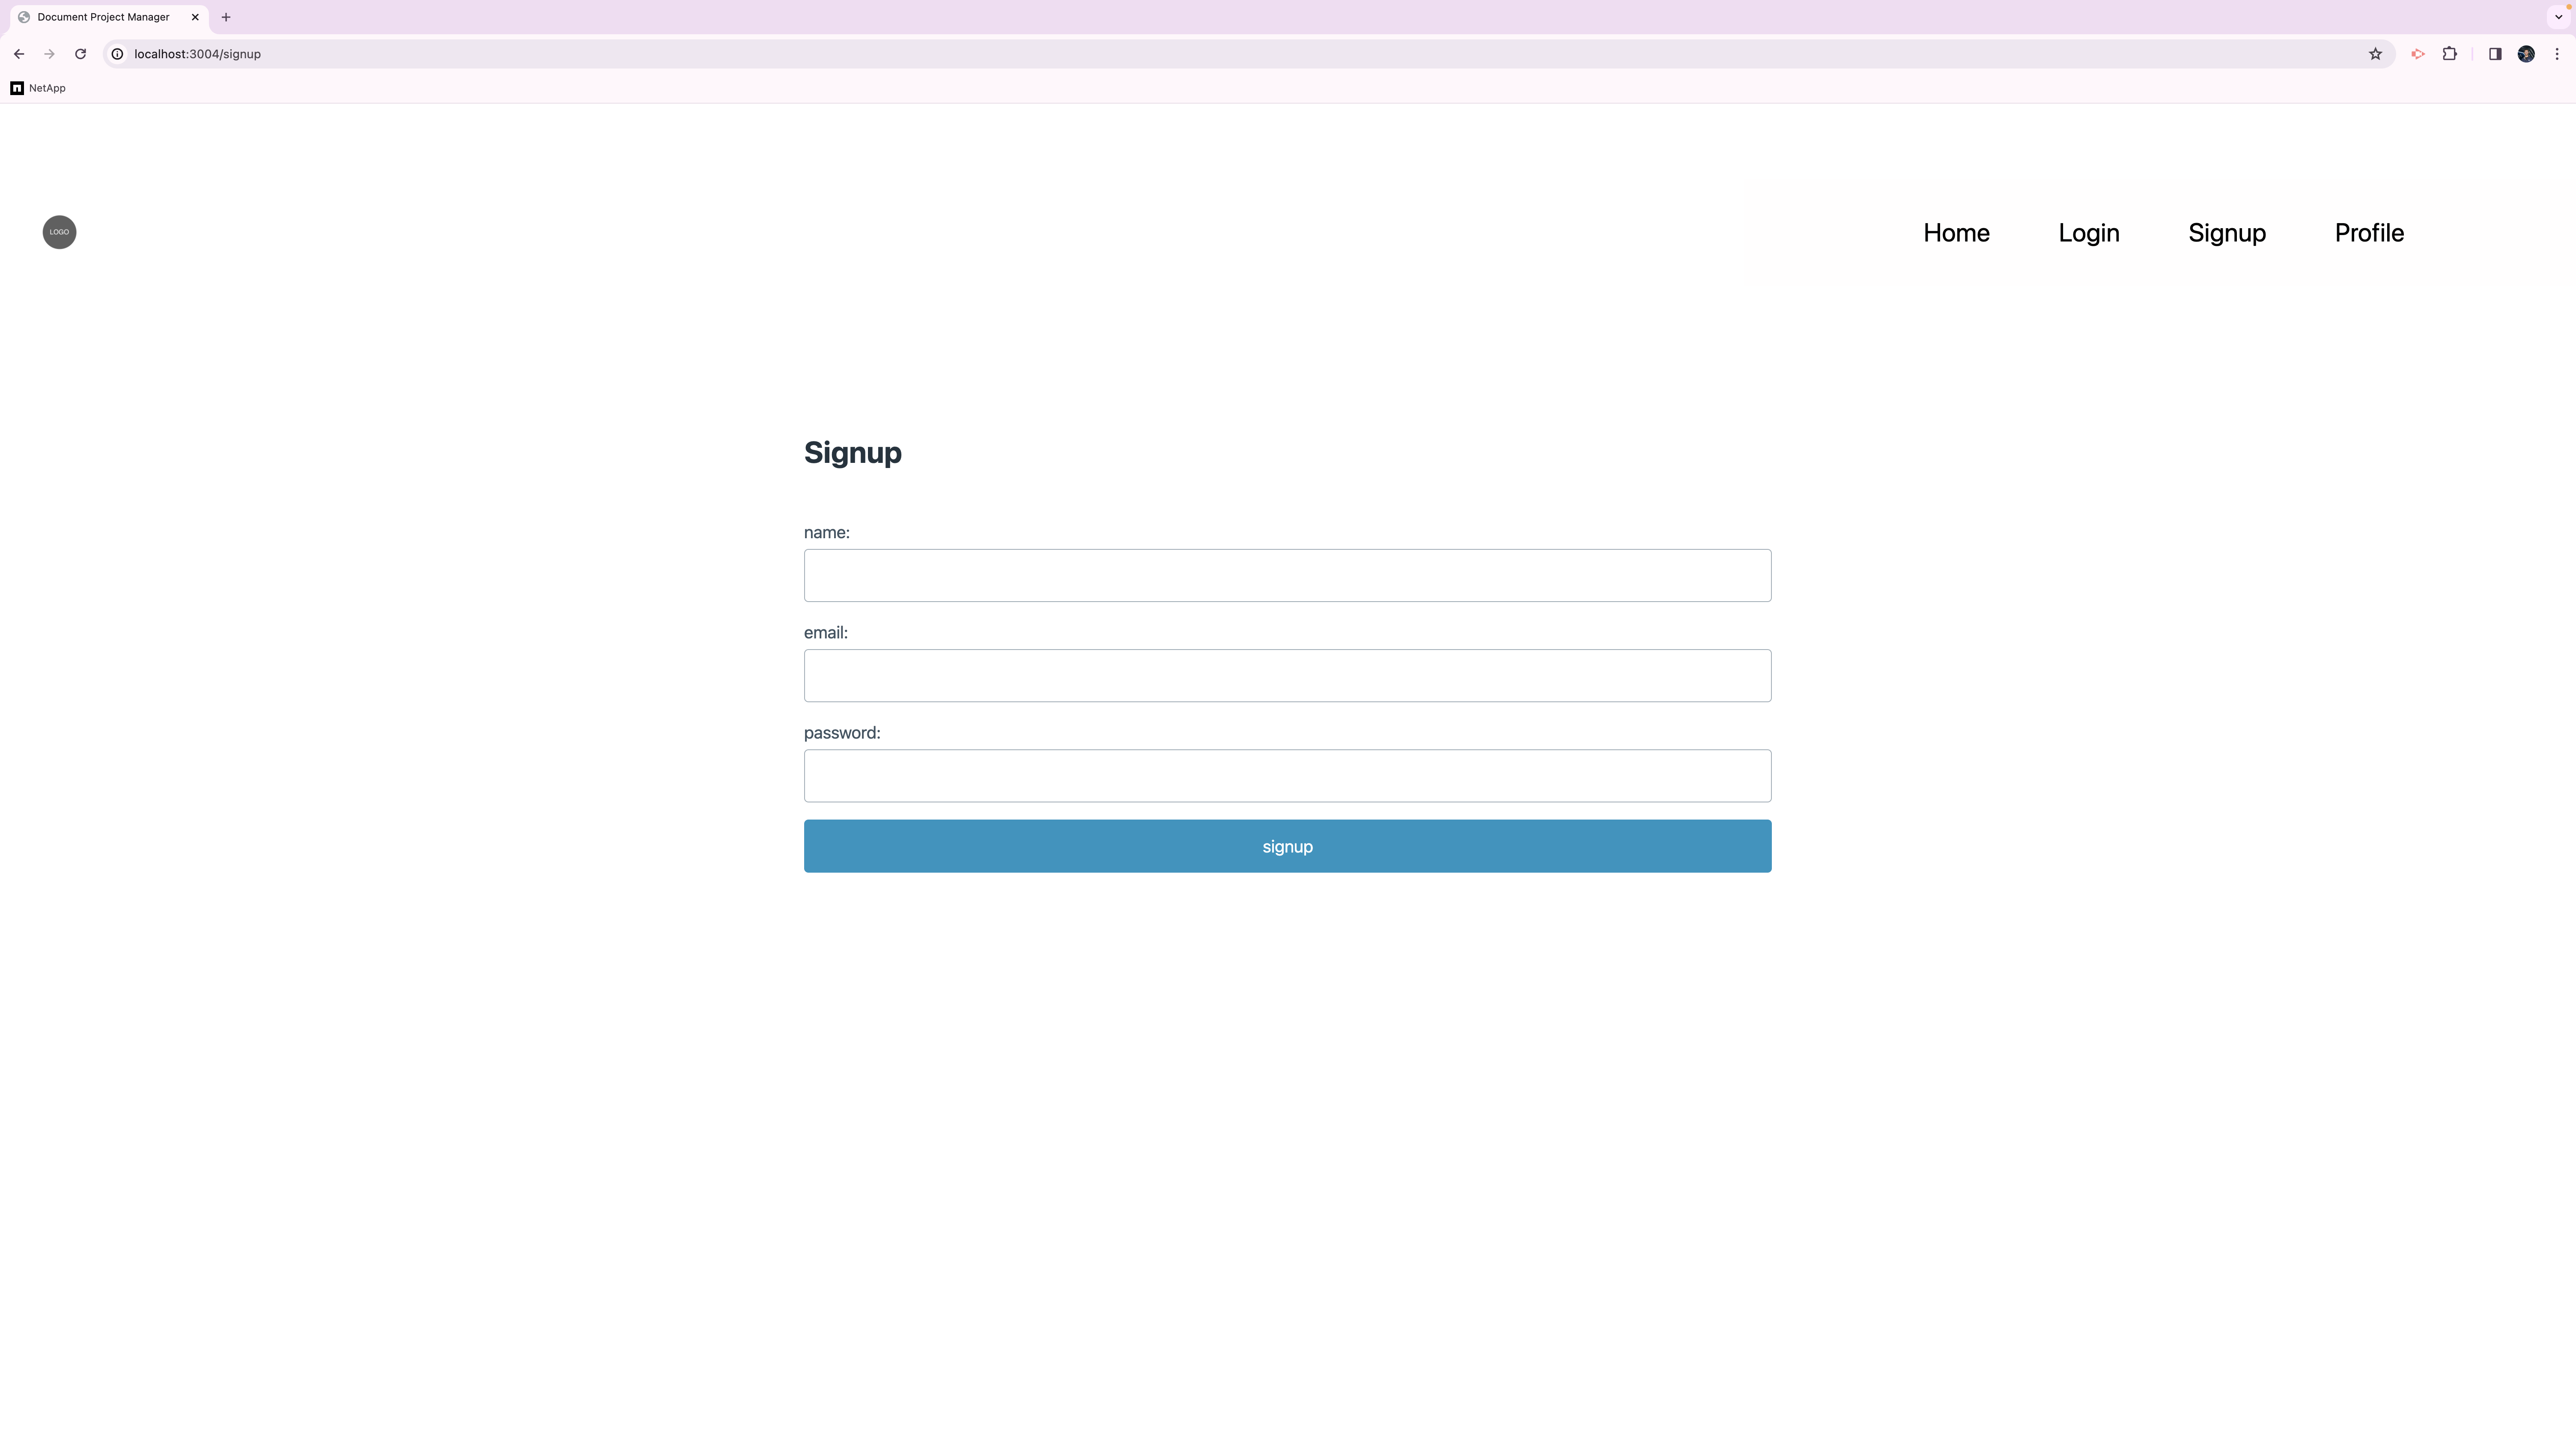 Document Project Manager
localhost:3004/signup
NetApp
LOGO
Home Login Signup Profile
Signup
name:
email:
password:
signup